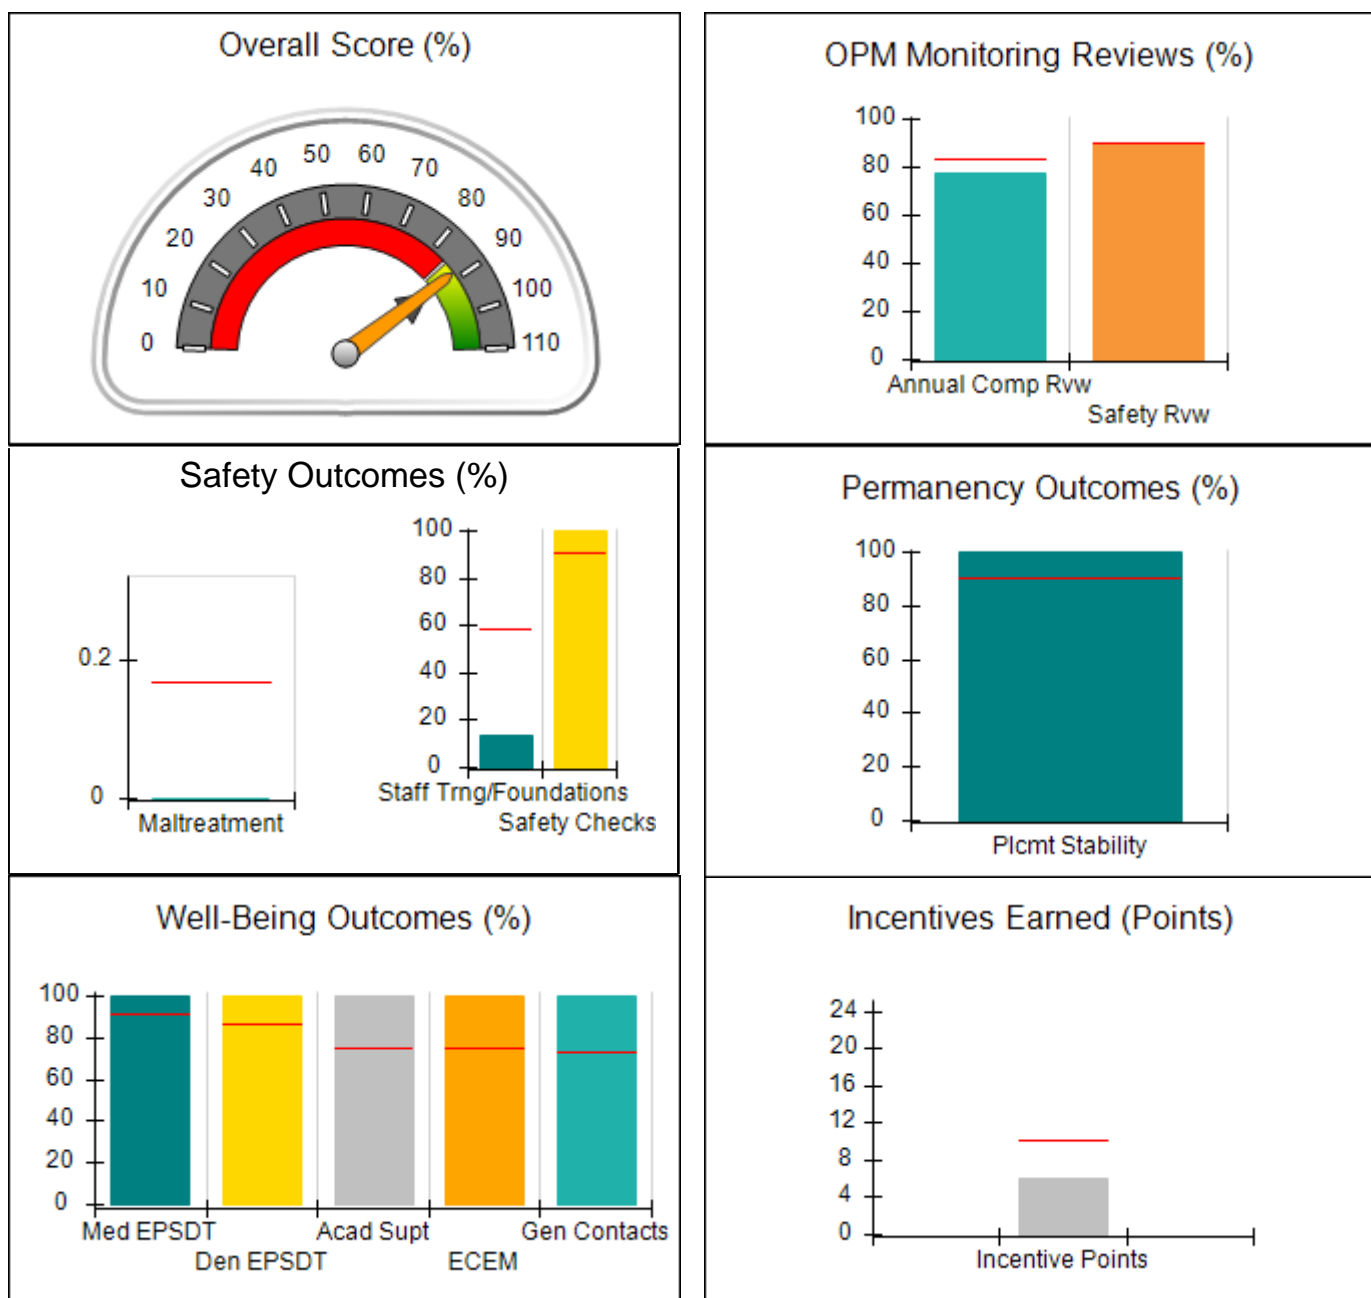 Overall Score (%)
0
10
20
30
40
50
60
70
80
90
100
110
OPM Monitoring Reviews (%)
100
80
60
40
20
0
Annual Comp Rvw
Safety Rvw
Safety Outcomes (%)
0.2
0
Maltreatment
100
80
60
40
20
0
Staff Trng/Foundations
Safety Checks
Permanency Outcomes (%)
100
80
60
40
20
0
Plcmt Stability
Well-Being Outcomes (%)
100
80
60
40
20
0
Med EPSDT
Den EPSDT
Acad Supt
ECEM
Gen Contacts
Incentives Earned (Points)
24
20
16
12
8
4
0
Incentive Points